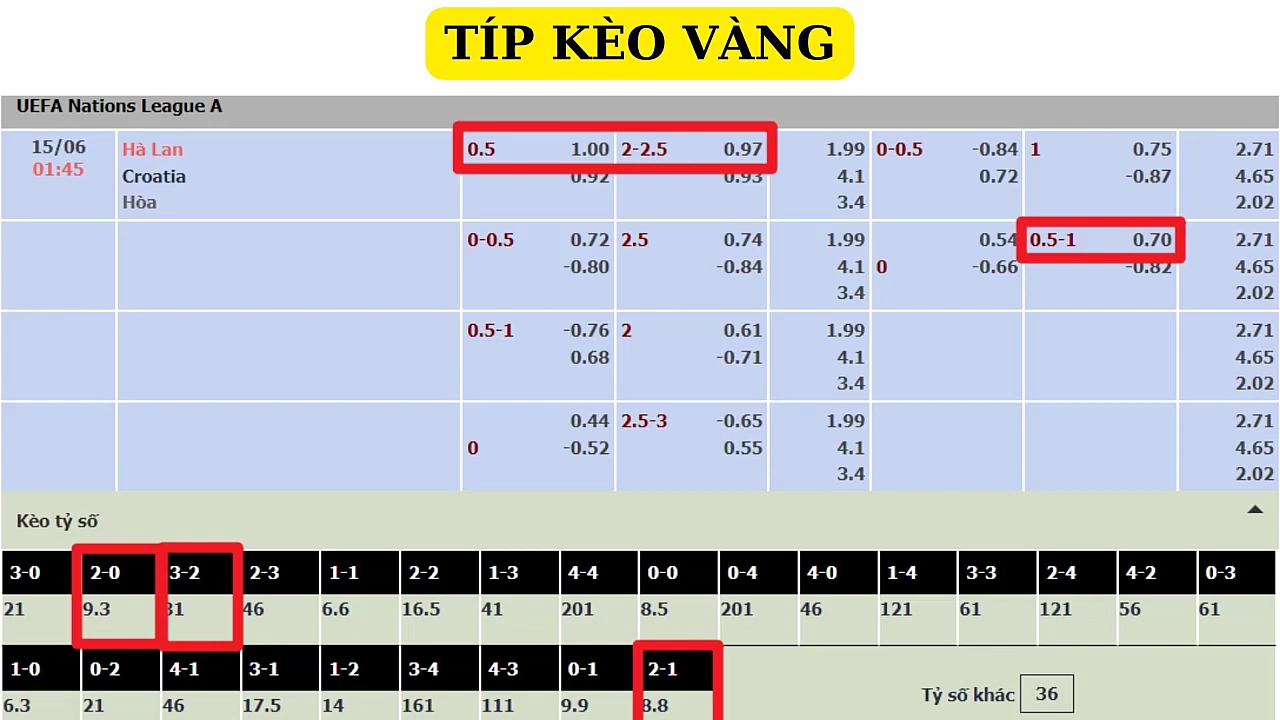 TÍP KÈO VÀNG
UEFA Nations League A
15/06 Hà Lan 0.5 1.00 2-2.5 0.97 1.99 0-0.5 -0.84 1 0.75 2.71
01:45 Croatia 0.92 0.93 4.1 0.72 -0.87 4.65
Hòa 3.4 2.02
0-0.5 0.72 2.5 0.74 1.99 0.54 0.5-1 0.70 2.71
-0.80 -0.84 4.1 0 -0.66 -0.82 4.65
3.4 2.02
0.5-1 -0.76 2 0.61 1.99 2.71
0.68 -0.71 4.1 4.65
3.4 2.02
0.44 2.5-3 -0.65 1.99 2.71
0 -0.52 0.55 4.1 4.65
3.4 2.02
Kèo tỷ số
3-0 2-0 3-2 2-3 1-1 2-2 1-3 4-4 0-0 0-4 4-0 1-4 3-3 2-4 4-2 0-3
21 9.3 31 46 6.6 16.5 41 201 8.5 201 46 121 61 121 56 61
1-0 0-2 4-1 3-1 1-2 3-4 4-3 0-1 2-1
6.3 21 46 17.5 14 161 111 9.9 8.8
Tỷ số khác 36